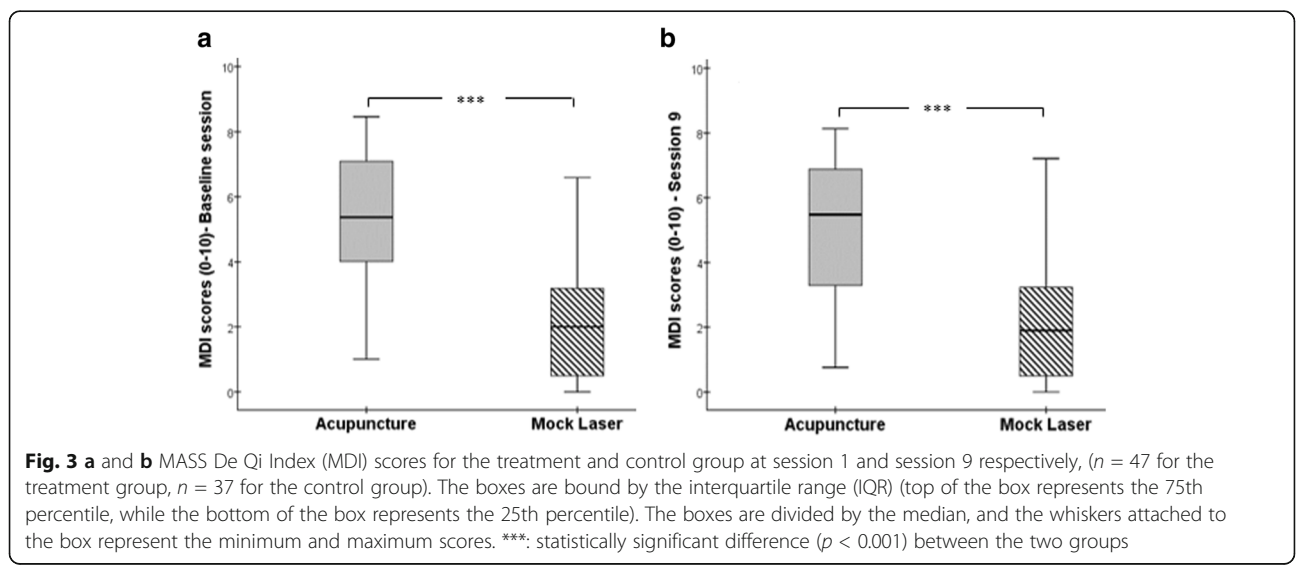 a
MDI scores (0-10)- Baseline session
10
8
6
4
2
0
***
Acupuncture
Mock Laser
b
MDI scores (0-10) - Session 9
10
8
6
4
2
0
***
Acupuncture
Mock Laser
Fig. 3 a and b MASS De Qi Index (MDI) scores for the treatment and control group at session 1 and session 9 respectively, (n = 47 for the
treatment group, n = 37 for the control group). The boxes are bound by the interquartile range (IQR) (top of the box represents the 75th
percentile, while the bottom of the box represents the 25th percentile). The boxes are divided by the median, and the whiskers attached to
the box represent the minimum and maximum scores. ***: statistically significant difference (p < 0.001) between the two groups